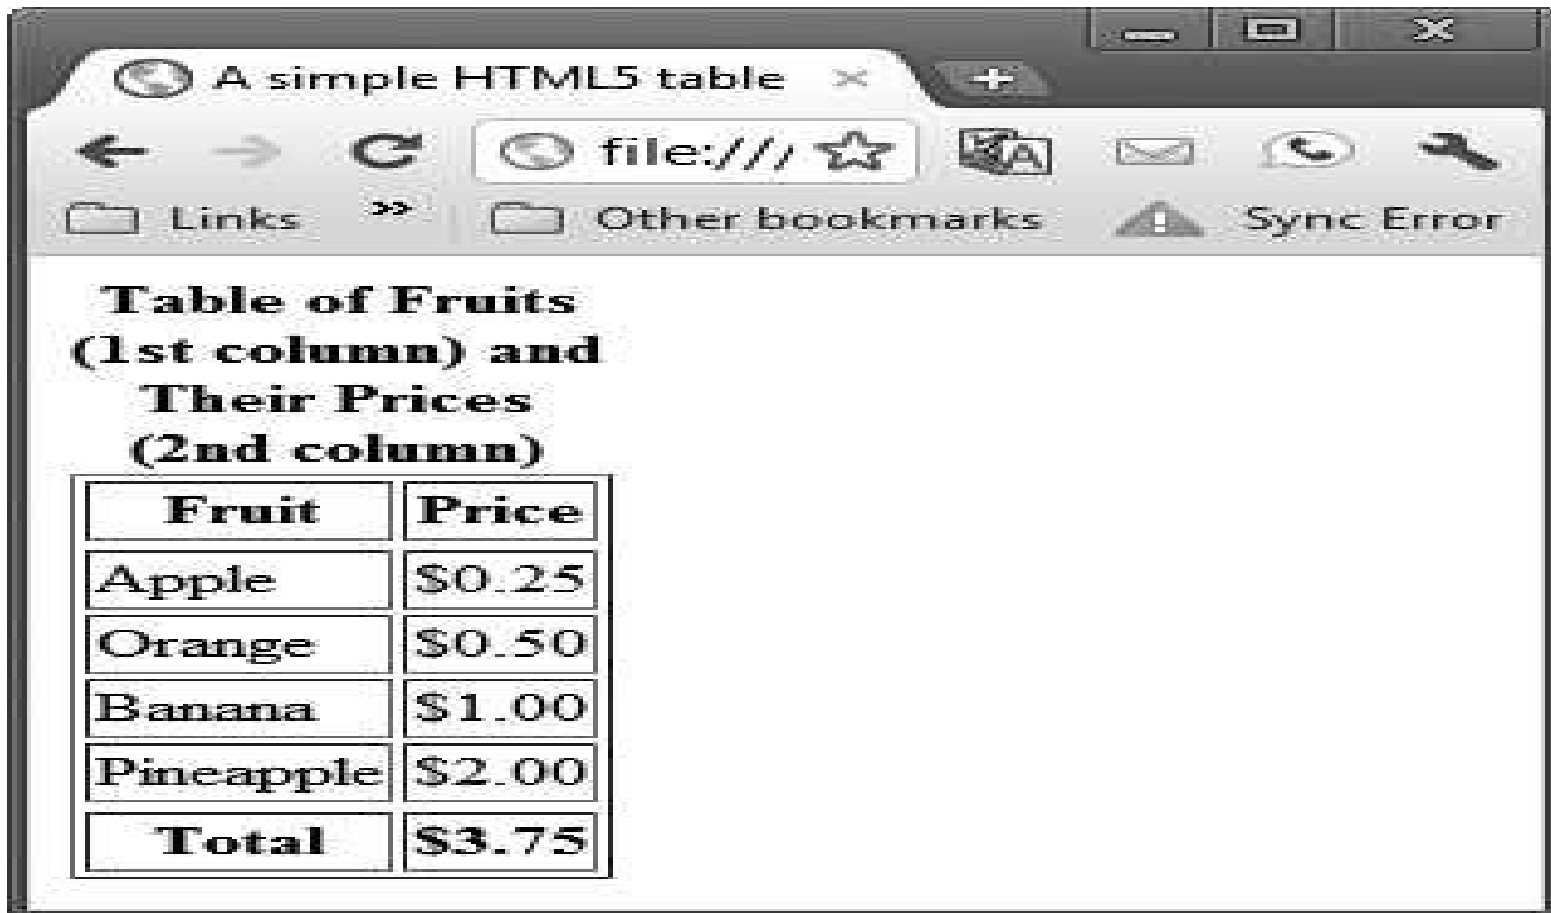 A simple HTML5 table
file:///
Links » Other bookmarks Sync Error
Table of Fruits
(1st column) and
Their Prices
(2nd column)
Fruit Price
Apple $0.25
Orange $0.50
Banana $1.00
Pineapple $2.00
Total $3.75